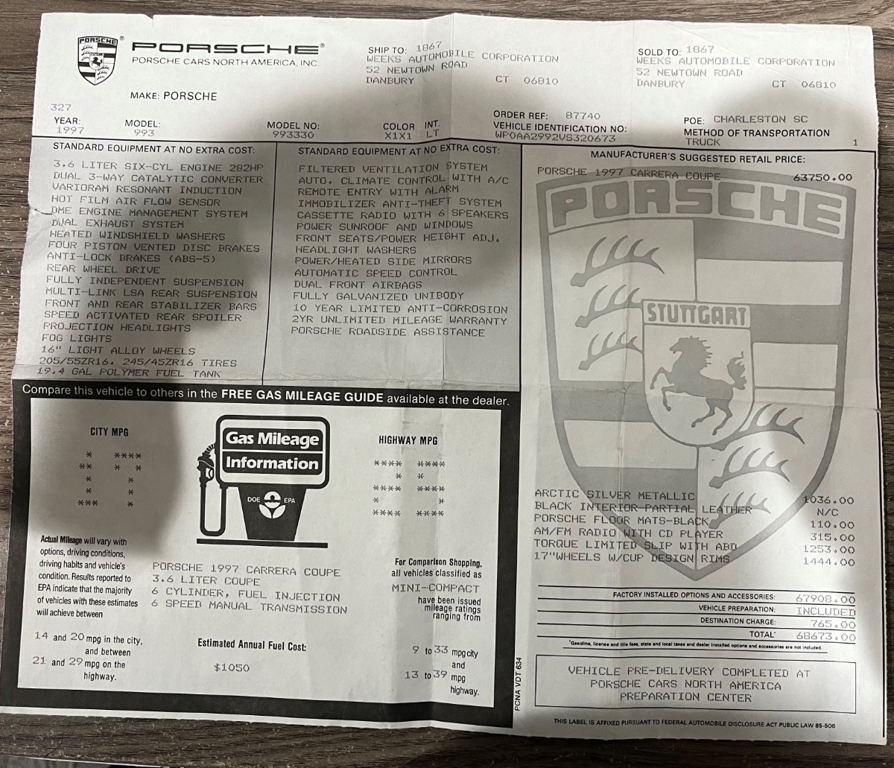 PORSCHE
PORSCHE®
PORSCHE CARS NORTH AMERICA, INC.
SHIP TO: 1867
WEEKS AUTOMOBILE CORPORATION
52 NEWTOWN ROAD
DANBURY CT 06810
SOLD TO: 1867
WEEKS AUTOMOBILE CORPORATION
52 NEWTOWN ROAD
DANBURY CT 06810
MAKE: PORSCHE
327
YEAR: MODEL: MODEL NO: COLOR INT.
1997 993 993330 X1X1 LT
ORDER REF: 87740
VEHICLE IDENTIFICATION NO:
WP0AA2992VS320673
POE: CHARLESTON SC
METHOD OF TRANSPORTATION
TRUCK 1
STANDARD EQUIPMENT AT NO EXTRA COST:
3.6 LITER SIX-CYL ENGINE 282HP
DUAL 3-WAY CATALYTIC CONVERTER
VARIORAM RESONANT INDUCTION
HOT FILM AIR FLOW SENSOR
DME ENGINE MANAGEMENT SYSTEM
DUAL EXHAUST SYSTEM
HEATED WINDSHIELD WASHERS
FOUR PISTON VENTED DISC BRAKES
ANTI-LOCK BRAKES (ABS-5)
REAR WHEEL DRIVE
FULLY INDEPENDENT SUSPENSION
MULTI-LINK LSA REAR SUSPENSION
FRONT AND REAR STABILIZER BARS
SPEED ACTIVATED REAR SPOILER
PROJECTION HEADLIGHTS
FOG LIGHTS
16" LIGHT ALLOY WHEELS
205/55ZR16. 245/45ZR16 TIRES
19.4 GAL POLYMER FUEL TANK
STANDARD EQUIPMENT AT NO EXTRA COST:
FILTERED VENTILATION SYSTEM
AUTO. CLIMATE CONTROL WITH A/C
REMOTE ENTRY WITH ALARM
IMMOBILIZER ANTI-THEFT SYSTEM
CASSETTE RADIO WITH 6 SPEAKERS
POWER SUNROOF AND WINDOWS
FRONT SEATS/POWER HEIGHT ADJ.
HEADLIGHT WASHERS
POWER/HEATED SIDE MIRRORS
AUTOMATIC SPEED CONTROL
DUAL FRONT AIRBAGS
FULLY GALVANIZED UNIBODY
10 YEAR LIMITED ANTI-CORROSION
2YR UNLIMITED MILEAGE WARRANTY
PORSCHE ROADSIDE ASSISTANCE
MANUFACTURER'S SUGGESTED RETAIL PRICE:
PORSCHE 1997 CARRERA COUPE 63750.00
PORSCHE
STUTTGART
ARCTIC SILVER METALLIC 1036.00
BLACK INTERIOR-PARTIAL LEATHER N/C
PORSCHE FLOOR MATS-BLACK 110.00
AM/FM RADIO WITH CD PLAYER 315.00
TORQUE LIMITED SLIP WITH ABD 1253.00
17"WHEELS W/CUP DESIGN RIMS 1444.00
FACTORY INSTALLED OPTIONS AND ACCESSORIES: 67908.00
VEHICLE PREPARATION: INCLUDED
DESTINATION CHARGE: 765.00
TOTAL* 68673.00
*Gasoline, license and title fees, state and local taxes and dealer installed options and accessories are not included.
VEHICLE PRE-DELIVERY COMPLETED AT
PORSCHE CARS NORTH AMERICA
PREPARATION CENTER
THIS LABEL IS AFFIXED PURSUANT TO FEDERAL AUTOMOBILE DISCLOSURE ACT PUBLIC LAW 85-506
Compare this vehicle to others in the FREE GAS MILEAGE GUIDE available at the dealer.
CITY MPG
17
Gas Mileage
Information
DOE EPA
HIGHWAY MPG
Actual Mileage will vary with
options, driving conditions,
driving habits and vehicle's
condition. Results reported to
EPA indicate that the majority
of vehicles with these estimates
will achieve between
14 and 20 mpg in the city,
and between
21 and 29 mpg on the
highway.
PORSCHE 1997 CARRERA COUPE
3.6 LITER COUPE
6 CYLINDER, FUEL INJECTION
6 SPEED MANUAL TRANSMISSION
Estimated Annual Fuel Cost:
$1050
For Comparison Shopping,
all vehicles classified as
MINI-COMPACT
have been issued
mileage ratings
ranging from
9 to 33 mpg city
and
13 to 39 mpg
highway.
PCNA VDT 634